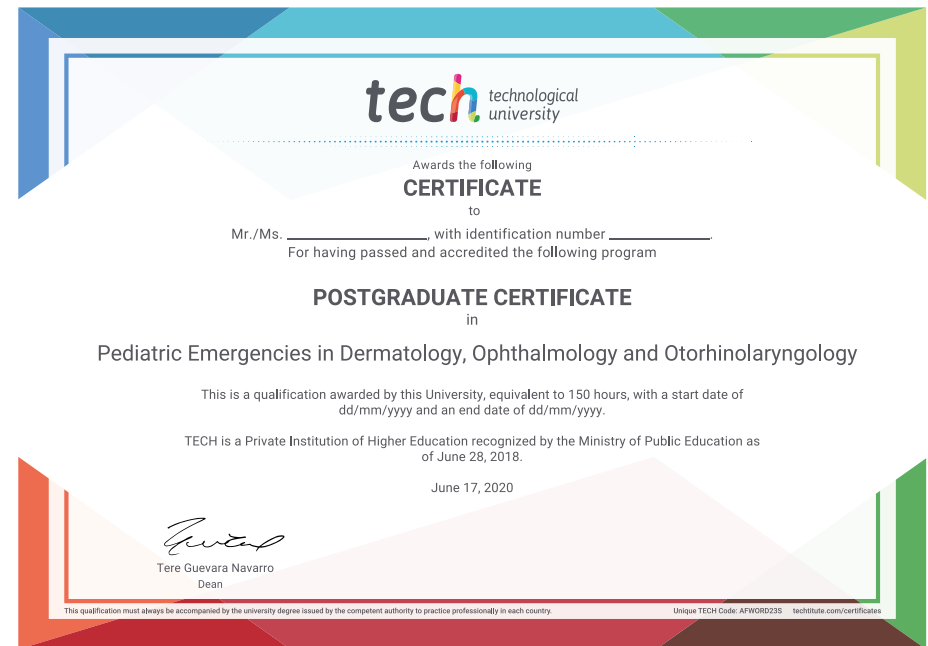 tech technological
university
Awards the following
CERTIFICATE
to
Mr./Ms. ________________, with identification number ____________.
For having passed and accredited the following program
POSTGRADUATE CERTIFICATE
in
Pediatric Emergencies in Dermatology, Ophthalmology and Otorhinolaryngology
This is a qualification awarded by this University, equivalent to 150 hours, with a start date of
dd/mm/yyyy and an end date of dd/mm/yyyy.
TECH is a Private Institution of Higher Education recognized by the Ministry of Public Education as
of June 28, 2018.
June 17, 2020
Tere Guevara Navarro
Dean
This qualification must always be accompanied by the university degree issued by the competent authority to practice professionally in each country. Unique TECH Code: AFWORD23S techtitute.com/certificates